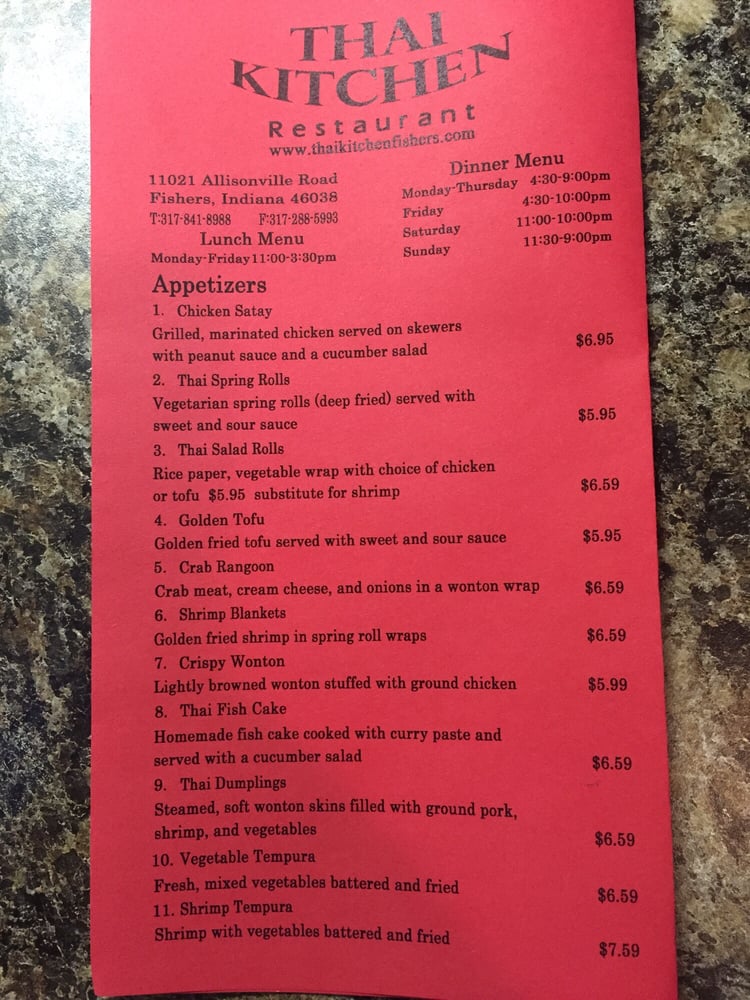 THAI
KITCHEN
Restaurant
www.thaikitchenfishers.com
11021 Allisonville Road
Fishers, Indiana 46038
T:317-841-8988 F:317-288-5993
Lunch Menu
Monday-Friday 11:00-3:30pm
Dinner Menu
Monday-Thursday 4:30-9:00pm
Friday 4:30-10:00pm
Saturday 11:00-10:00pm
Sunday 11:30-9:00pm
Appetizers
1. Chicken Satay
Grilled, marinated chicken served on skewers
with peanut sauce and a cucumber salad $6.95
2. Thai Spring Rolls
Vegetarian spring rolls (deep fried) served with
sweet and sour sauce $5.95
3. Thai Salad Rolls
Rice paper, vegetable wrap with choice of chicken
or tofu $5.95 substitute for shrimp $6.59
4. Golden Tofu
Golden fried tofu served with sweet and sour sauce $5.95
5. Crab Rangoon
Crab meat, cream cheese, and onions in a wonton wrap $6.59
6. Shrimp Blankets
Golden fried shrimp in spring roll wraps $6.59
7. Crispy Wonton
Lightly browned wonton stuffed with ground chicken $5.99
8. Thai Fish Cake
Homemade fish cake cooked with curry paste and
served with a cucumber salad $6.59
9. Thai Dumplings
Steamed, soft wonton skins filled with ground pork,
shrimp, and vegetables $6.59
10. Vegetable Tempura
Fresh, mixed vegetables battered and fried $6.59
11. Shrimp Tempura
Shrimp with vegetables battered and fried $7.59